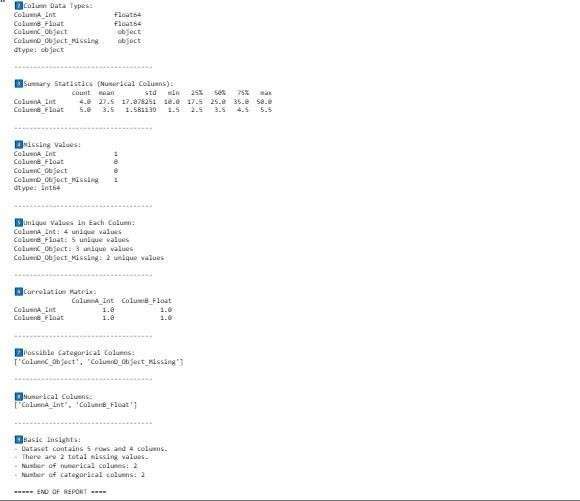 2 Column Data Types:
ColumnA_Int float64
ColumnB_Float float64
ColumnC_Object object
ColumnD_Object_Missing object
dtype: object
-----------------------------------
3 Summary Statistics (Numerical Columns):
count mean std min 25% 50% 75% max
ColumnA_Int 4.0 27.5 17.078251 10.0 17.5 25.0 35.0 50.0
ColumnB_Float 5.0 3.5 1.581139 1.5 2.5 3.5 4.5 5.5
-----------------------------------
4 Missing Values:
ColumnA_Int 1
ColumnB_Float 0
ColumnC_Object 0
ColumnD_Object_Missing 1
dtype: int64
-----------------------------------
5 Unique Values in Each Column:
ColumnA_Int: 4 unique values
ColumnB_Float: 5 unique values
ColumnC_Object: 3 unique values
ColumnD_Object_Missing: 2 unique values
-----------------------------------
6 Correlation Matrix:
ColumnA_Int ColumnB_Float
ColumnA_Int 1.0 1.0
ColumnB_Float 1.0 1.0
-----------------------------------
7 Possible Categorical Columns:
['ColumnC_Object', 'ColumnD_Object_Missing']
-----------------------------------
8 Numerical Columns:
['ColumnA_Int', 'ColumnB_Float']
-----------------------------------
9 Basic Insights:
- Dataset contains 5 rows and 4 columns.
- There are 2 total missing values.
- Number of numerical columns: 2
- Number of categorical columns: 2
===== END OF REPORT ====